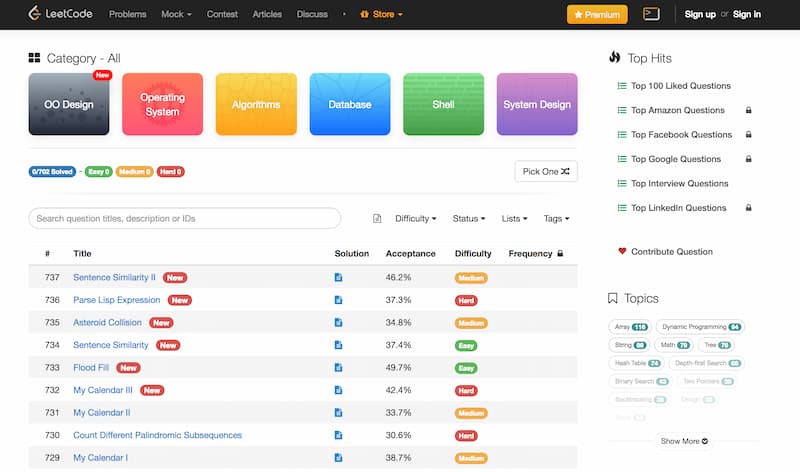 LeetCode Problems Mock Contest Articles Discuss • Store Premium Sign up or Sign in
Category - All
New
OO Design
Operating System
Algorithms
Database
Shell
System Design
0/702 Solved - Easy 0 Medium 0 Hard 0
Pick One
Search question titles, description or IDs
Difficulty Status Lists Tags
# Title Solution Acceptance Difficulty Frequency
737 Sentence Similarity II New 46.2% Medium
736 Parse Lisp Expression New 37.3% Hard
735 Asteroid Collision New 34.8% Medium
734 Sentence Similarity New 37.4% Easy
733 Flood Fill New 49.7% Easy
732 My Calendar III New 42.4% Hard
731 My Calendar II 33.7% Medium
730 Count Different Palindromic Subsequences 30.6% Hard
729 My Calendar I 38.7% Medium
Top Hits
Top 100 Liked Questions
Top Amazon Questions
Top Facebook Questions
Top Google Questions
Top Interview Questions
Top LinkedIn Questions
Contribute Question
Topics
Array 116 Dynamic Programming 94
String 88 Math 79 Tree 78
Hash Table 74 Depth-first Search
Binary Search Two Pointers
Backtracking Design
Show More